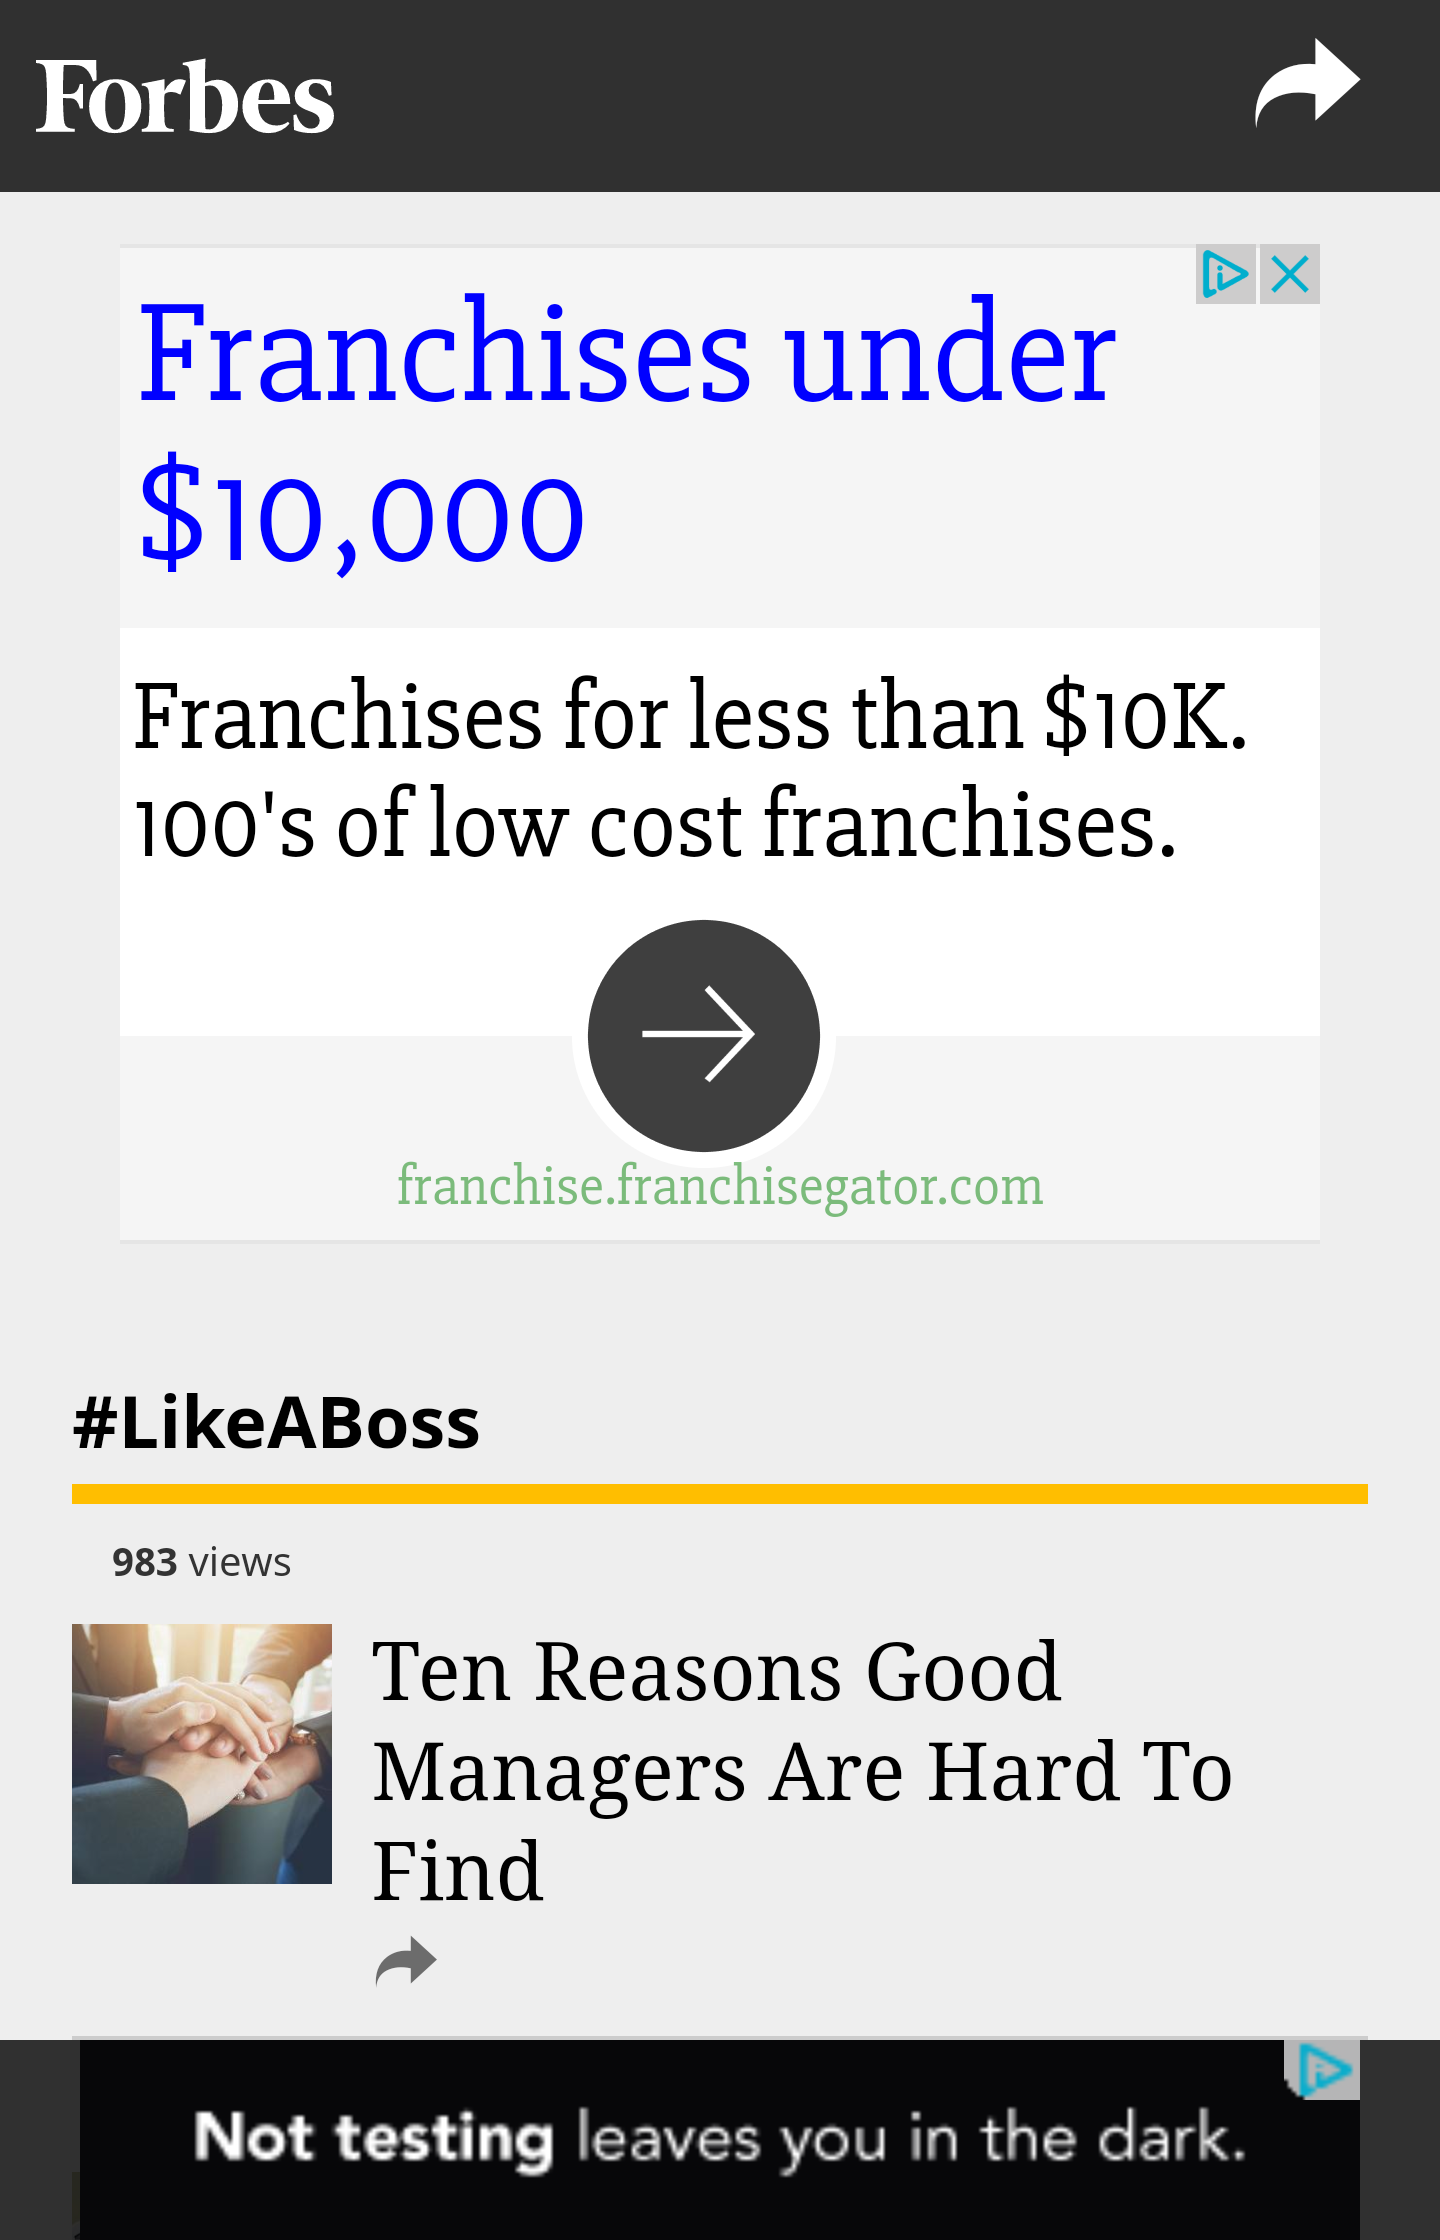 Forbes
Franchises under
$10,000
Franchises for less than $10K.
100's of low cost franchises.
franchise.franchisegator.com
#LikeABoss
983 views
Ten Reasons Good
Managers Are Hard To
Find
Not testing leaves you in the dark.